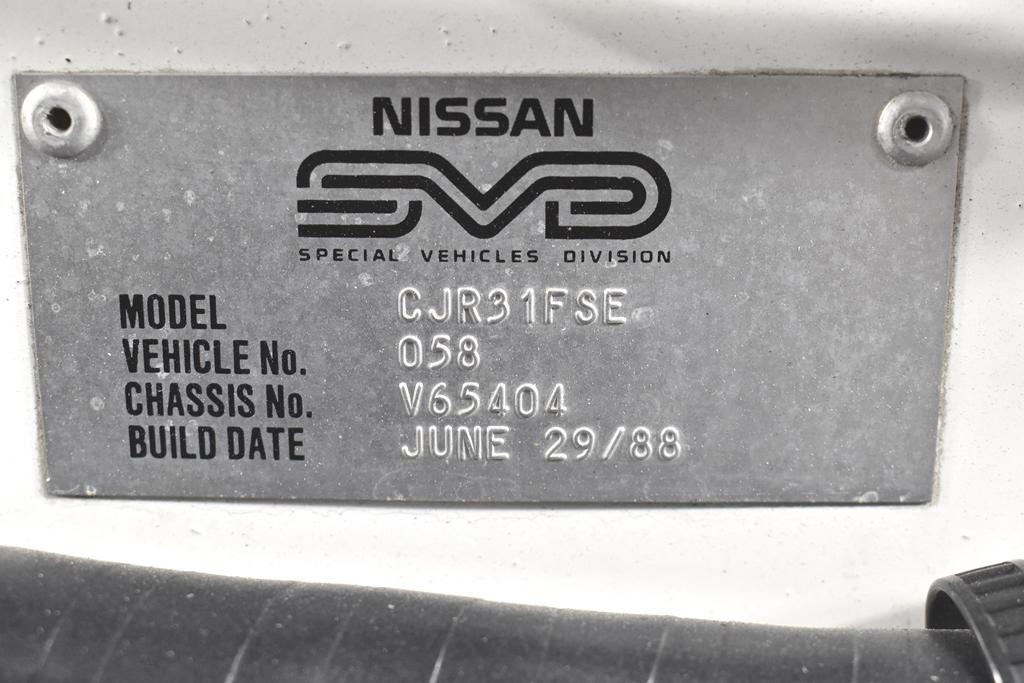 NISSAN
SVD
SPECIAL VEHICLES DIVISION
MODEL CJR31FSE
VEHICLE No. 058
CHASSIS No. V65404
BUILD DATE JUNE 29/88